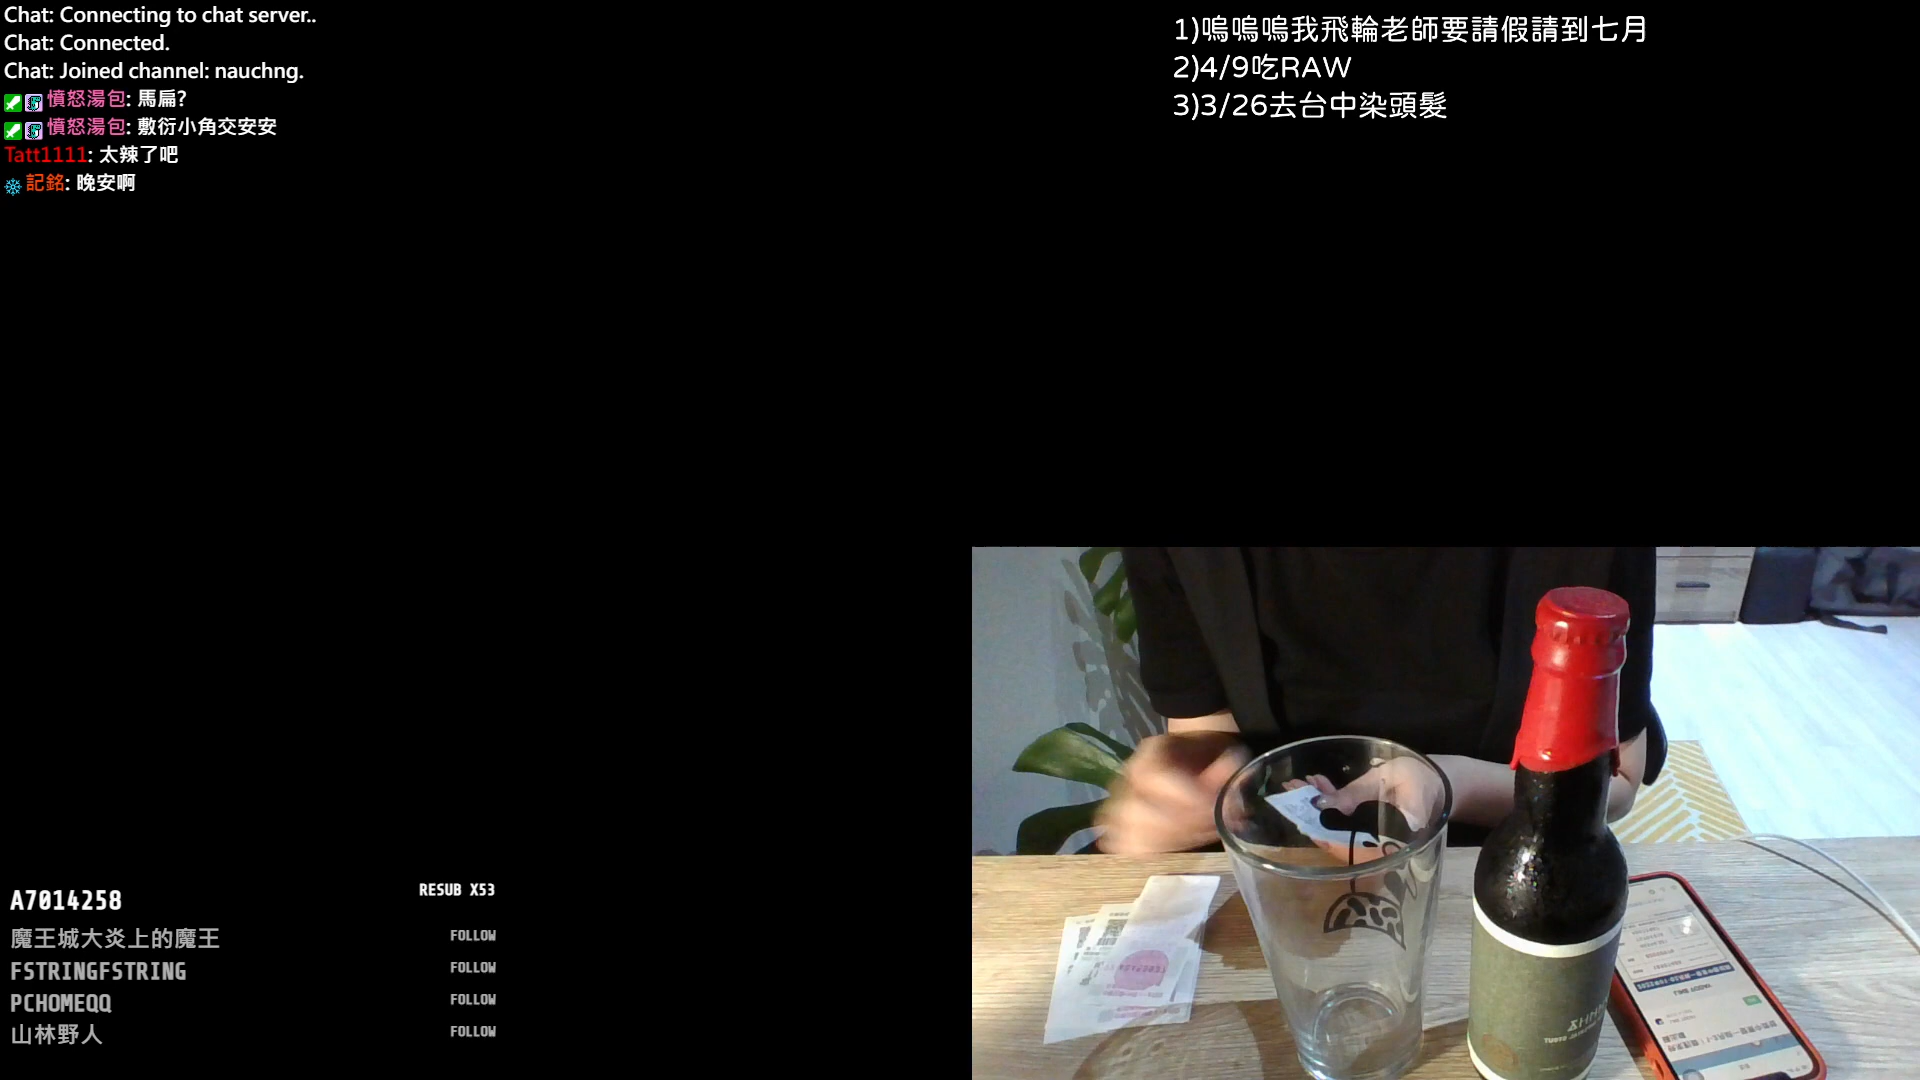 Chat: Connecting to chat server..
Chat: Connected.
Chat: Joined channel: nauchng.
憤怒湯包: 馬扁?
憤怒湯包: 敷衍小角交安安
Tatt1111: 太辣了吧
記銘: 晚安啊
1)嗚嗚嗚我飛輪老師要請假請到七月
2)4/9吃RAW
3)3/26去台中染頭髮
A7014258 RESUB X53
魔王城大炎上的魔王 FOLLOW
FSTRINGFSTRING FOLLOW
PCHOMEQQ FOLLOW
山林野人 FOLLOW